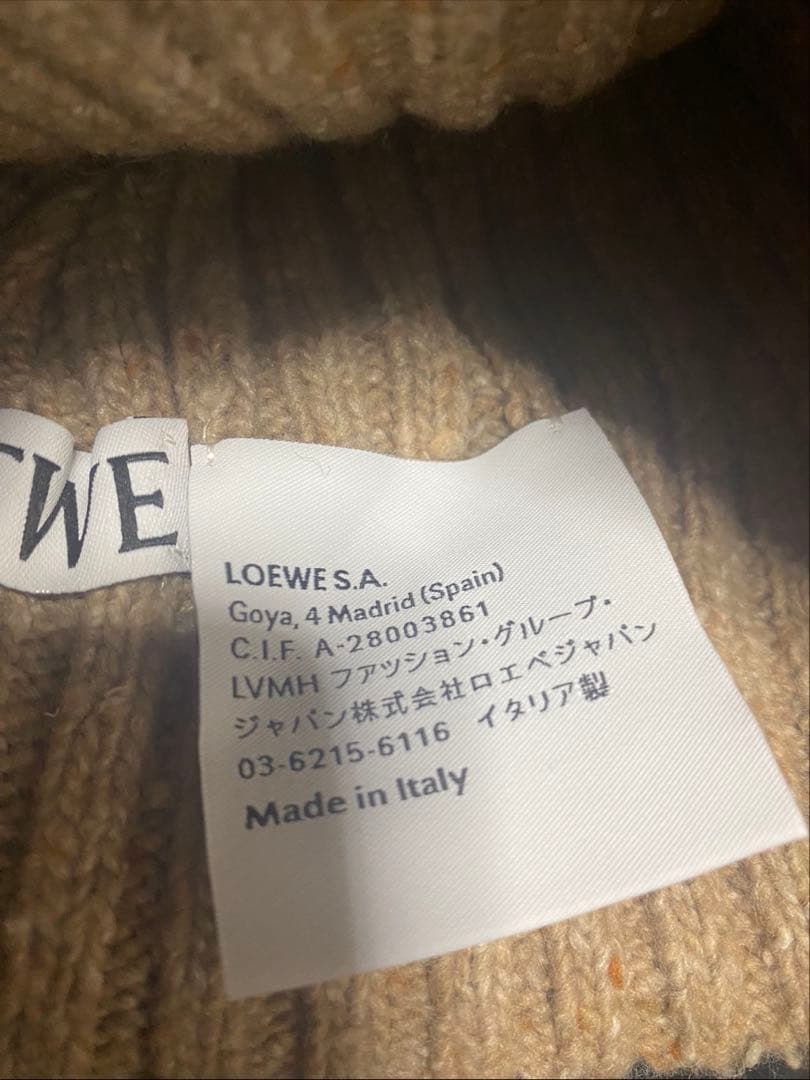 EWE
LOEWE S.A.
Goya, 4 Madrid (Spain)
C.I.F. A-28003861
LVMH ファッション・グループ・
ジャパン株式会社ロエベジャパン
03-6215-6116 イタリア製
Made in Italy